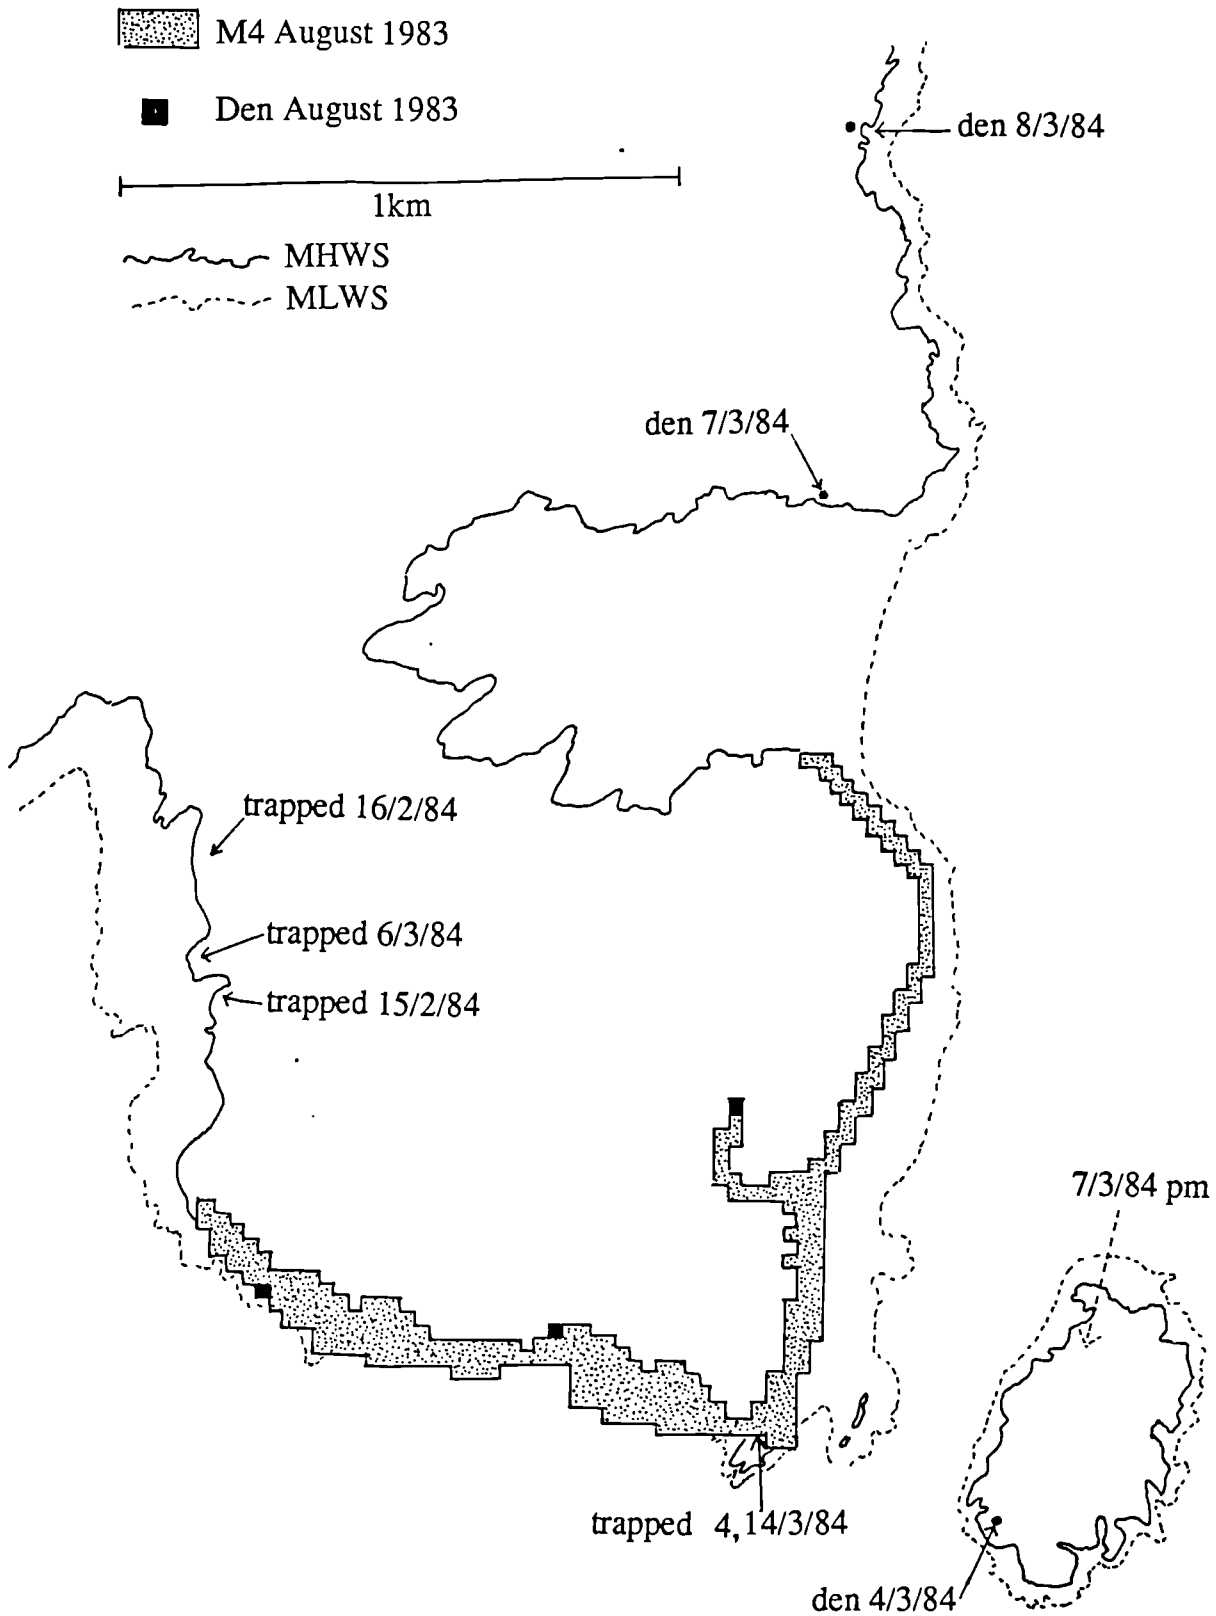 M4 August 1983
Den August 1983
den 8/3/84
1km
MHWS
MLWS
den 7/3/84
trapped 16/2/84
trapped 6/3/84
trapped 15/2/84
7/3/84 pm
trapped 4,14/3/84
den 4/3/84